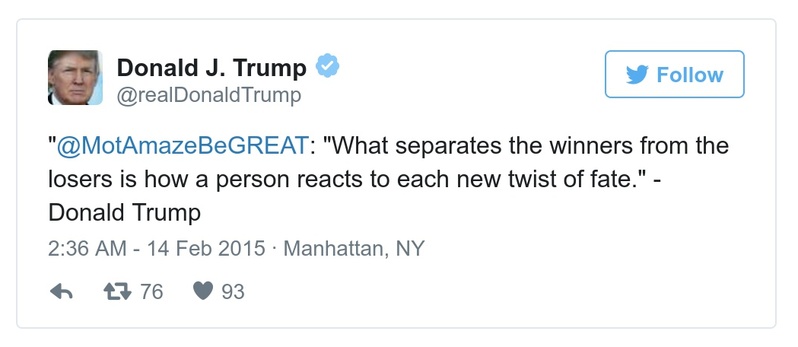 Donald J. Trump
Follow
@realDonaldTrump
"@MotAmazeBeGREAT: "What separates the winners from the
losers is how a person reacts to each new twist of fate." -
Donald Trump
2:36 AM - 14 Feb 2015 · Manhattan, NY
76 93